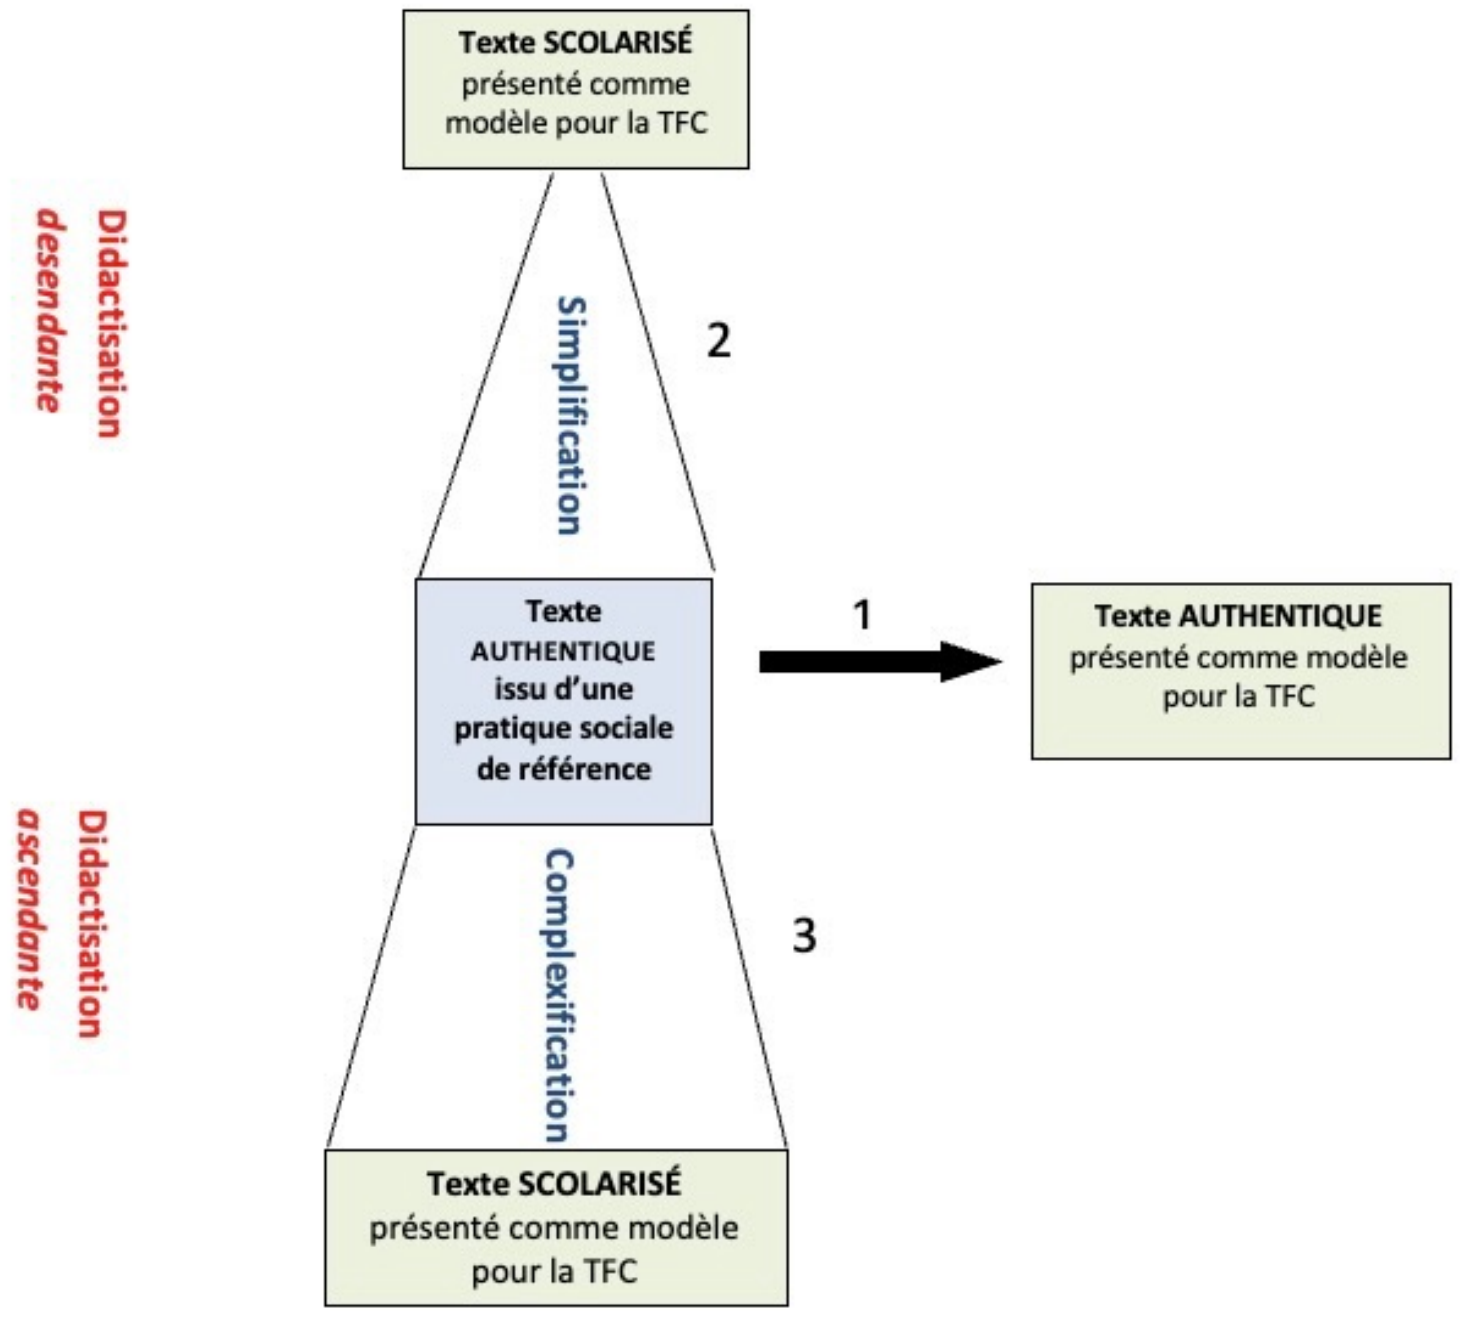 Texte SCOLARISÉ
présenté comme
modèle pour la TFC
Didactisation
desendante
Simplification
2
Texte
AUTHENTIQUE
issu d'une
pratique sociale
de référence
1
Texte AUTHENTIQUE
présenté comme modèle
pour la TFC
Didactisation
ascendante
Complexification
3
Texte SCOLARISÉ
présenté comme modèle
pour la TFC